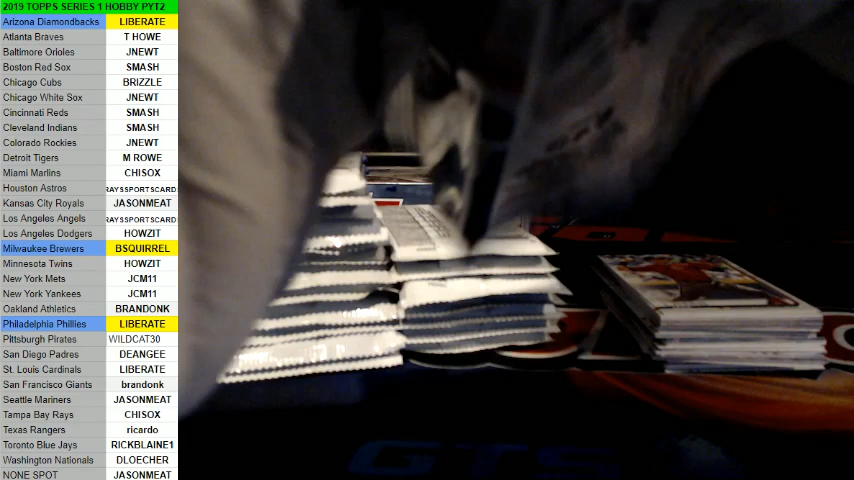 2019 TOPPS SERIES 1 HOBBY PYT2
Arizona Diamondbacks LIBERATE
Atlanta Braves T HOWE
Baltimore Orioles JNEWT
Boston Red Sox SMASH
Chicago Cubs BRIZZLE
Chicago White Sox JNEWT
Cincinnati Reds SMASH
Cleveland Indians SMASH
Colorado Rockies JNEWT
Detroit Tigers M ROWE
Miami Marlins CHISOX
Houston Astros RAYSSPORTSCARD
Kansas City Royals JASONMEAT
Los Angeles Angels RAYSSPORTSCARD
Los Angeles Dodgers HOWZIT
Milwaukee Brewers BSQUIRREL
Minnesota Twins HOWZIT
New York Mets JCM11
New York Yankees JCM11
Oakland Athletics BRANDONK
Philadelphia Phillies LIBERATE
Pittsburgh Pirates WILDCAT30
San Diego Padres DEANGEE
St. Louis Cardinals LIBERATE
San Francisco Giants brandonk
Seattle Mariners JASONMEAT
Tampa Bay Rays CHISOX
Texas Rangers ricardo
Toronto Blue Jays RICKBLAINE1
Washington Nationals DLOECHER
NONE SPOT JASONMEAT
GTS